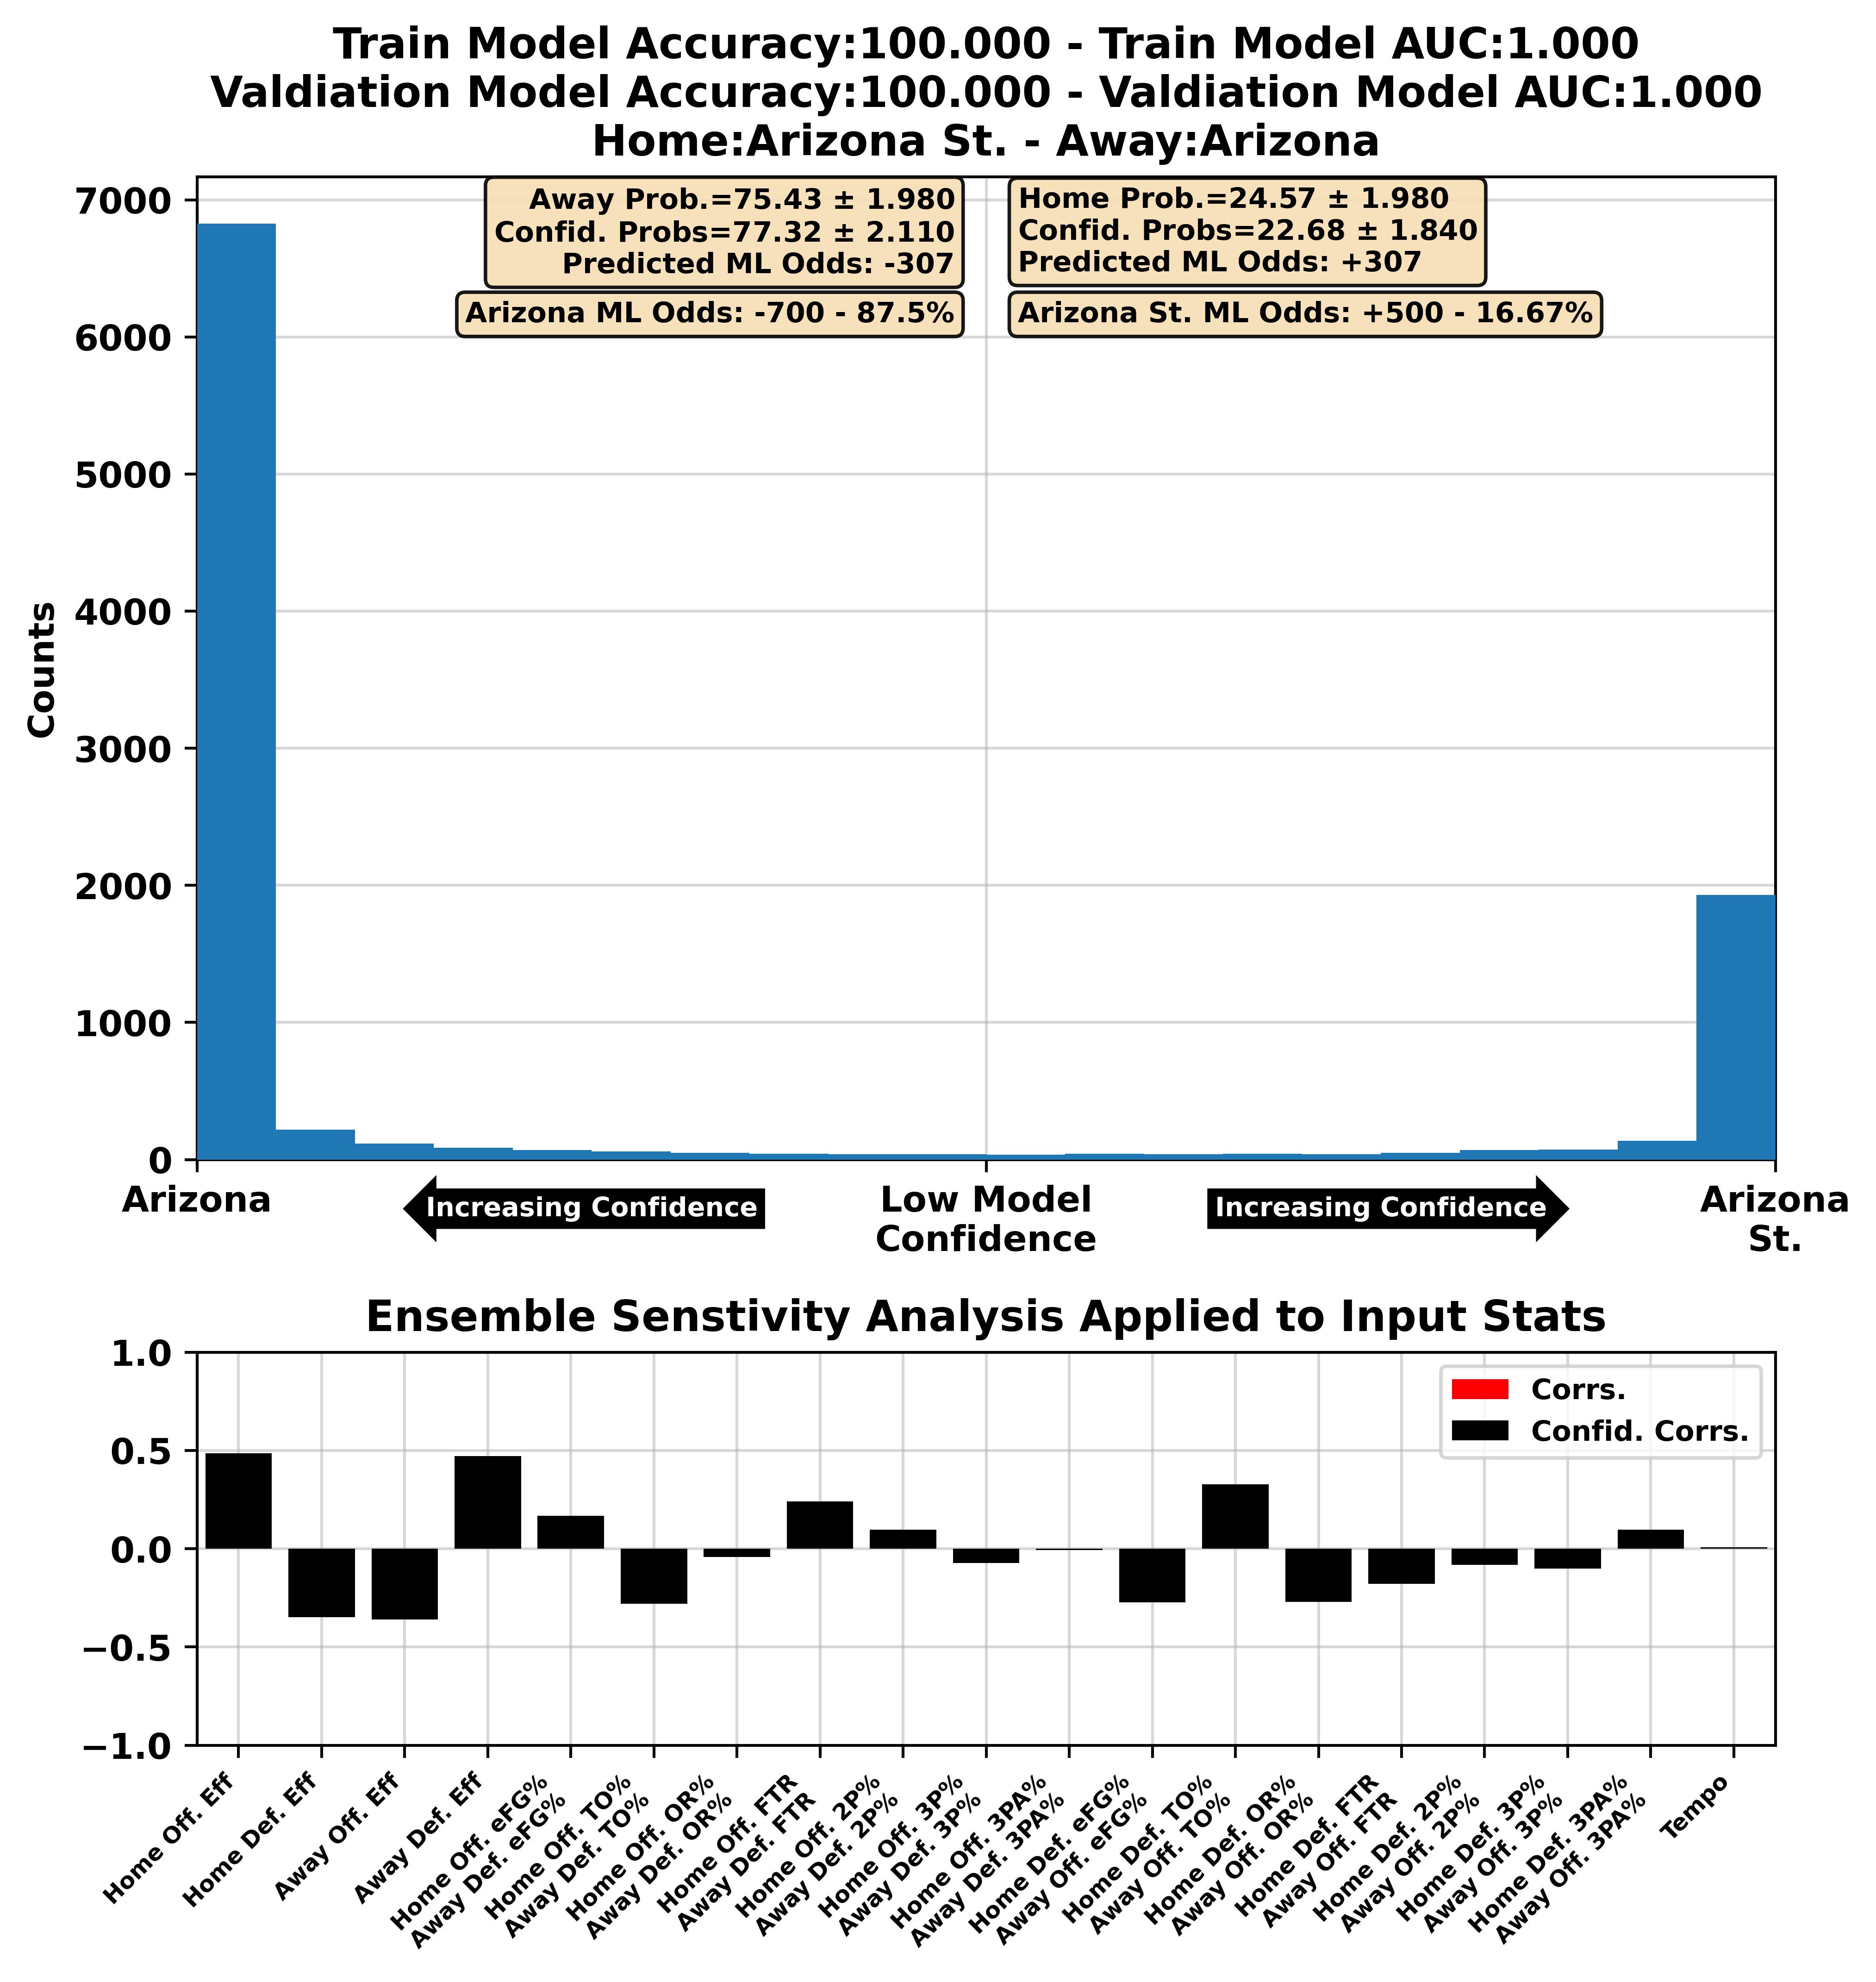 Train Model Accuracy:100.000 - Train Model AUC:1.000
Valdiation Model Accuracy:100.000 - Valdiation Model AUC:1.000
Home:Arizona St. - Away:Arizona
Away Prob.=75.43 ± 1.980
Confid. Probs=77.32 ± 2.110
Predicted ML Odds: -307
Arizona ML Odds: -700 - 87.5%
Home Prob.=24.57 ± 1.980
Confid. Probs=22.68 ± 1.840
Predicted ML Odds: +307
Arizona St. ML Odds: +500 - 16.67%
Counts
7000
6000
5000
4000
3000
2000
1000
0
Arizona
Increasing Confidence
Low Model
Confidence
Increasing Confidence
Arizona
St.
Ensemble Senstivity Analysis Applied to Input Stats
1.0
0.5
0.0
−0.5
−1.0
Corrs.
Confid. Corrs.
Home Off. Eff
Home Def. Eff
Away Off. Eff
Away Def. Eff
Home Off. eFG%
Away Def. eFG%
Home Off. TO%
Away Def. TO%
Home Off. OR%
Away Def. OR%
Home Off. FTR
Away Def. FTR
Home Off. 2P%
Away Def. 2P%
Home Off. 3P%
Away Def. 3P%
Home Off. 3PA%
Away Def. 3PA%
Home Def. eFG%
Away Off. eFG%
Home Def. TO%
Away Off. TO%
Home Def. OR%
Away Off. OR%
Home Def. FTR
Away Off. FTR
Home Def. 2P%
Away Off. 2P%
Home Def. 3P%
Away Off. 3P%
Home Def. 3PA%
Away Off. 3PA%
Tempo